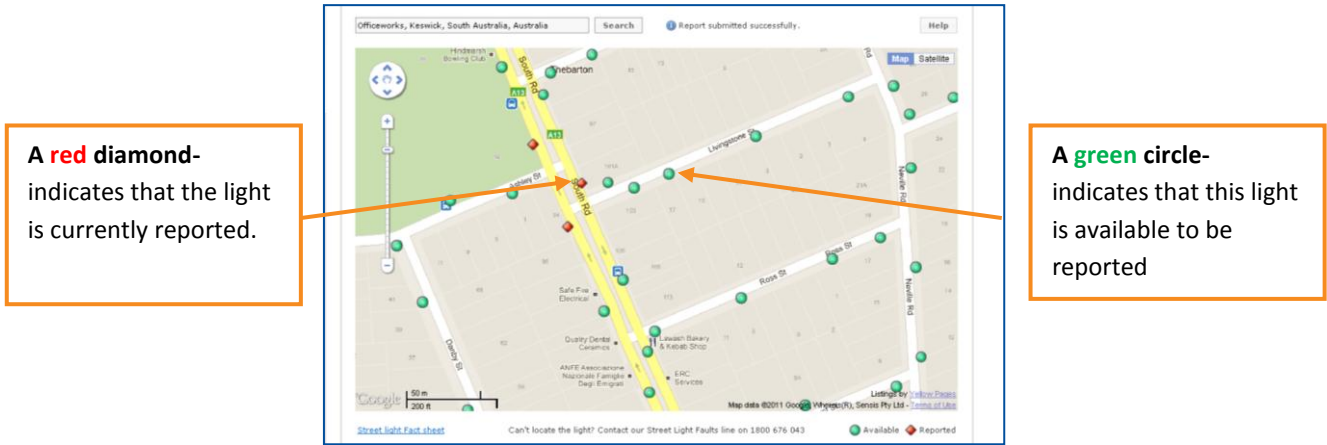 Officeworks, Keswick, South Australia, Australia
Search
Report submitted successfully.
Help
Hindmarsh
Bowling Club
Thebarton
South Rd
Rd
Map
Satellite
A13
A13
Livingstone St
Ashley St
South Rd
Neville Rd
Ross St
Ross St
Neville Rd
Safe Fire
Electrical
Danby St
Quality Dental
Ceramics
Lawash Bakery
& Kebab Shop
ANFE Associazione
Nazionale Famiglie
Degli Emigrati
ERC
Services
Google
50 m
200 ft
Listings by Yellow Pages
Map data ©2011 Google, Whereis(R), Sensis Pty Ltd - Terms of Use
Street light Fact sheet
Can't locate the light? Contact our Street Light Faults line on 1800 676 043
Available
Reported
A red diamond-
indicates that the light
is currently reported.
A green circle-
indicates that this light
is available to be
reported